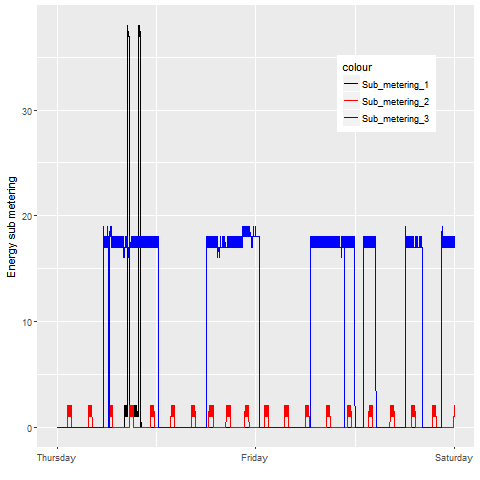 colour
Sub_metering_1
Sub_metering_2
Sub_metering_3
Energy sub metering
30
20
10
0
Thursday
Friday
Saturday